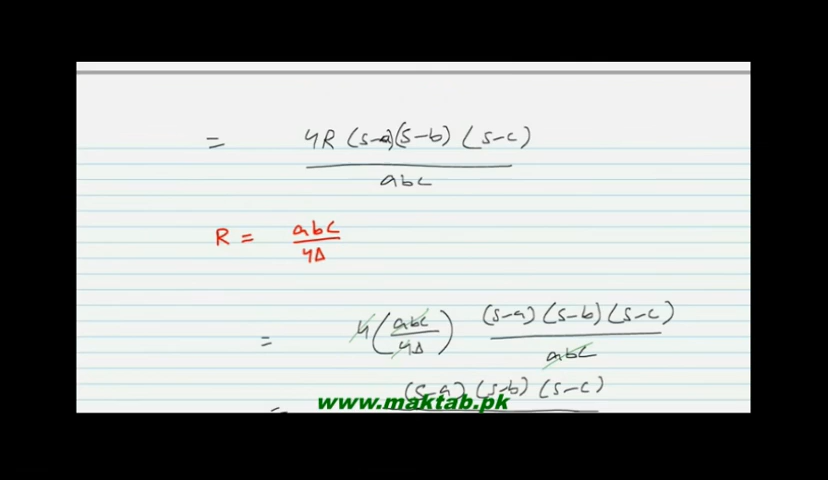 = 4R (s-a)(s-b) (s-c)
abc
R = abc
4Δ
= 4 (abc/4Δ) (s-a) (s-b) (s-c)
abc
= (s-a) (s-b) (s-c)
www.maktab.pk